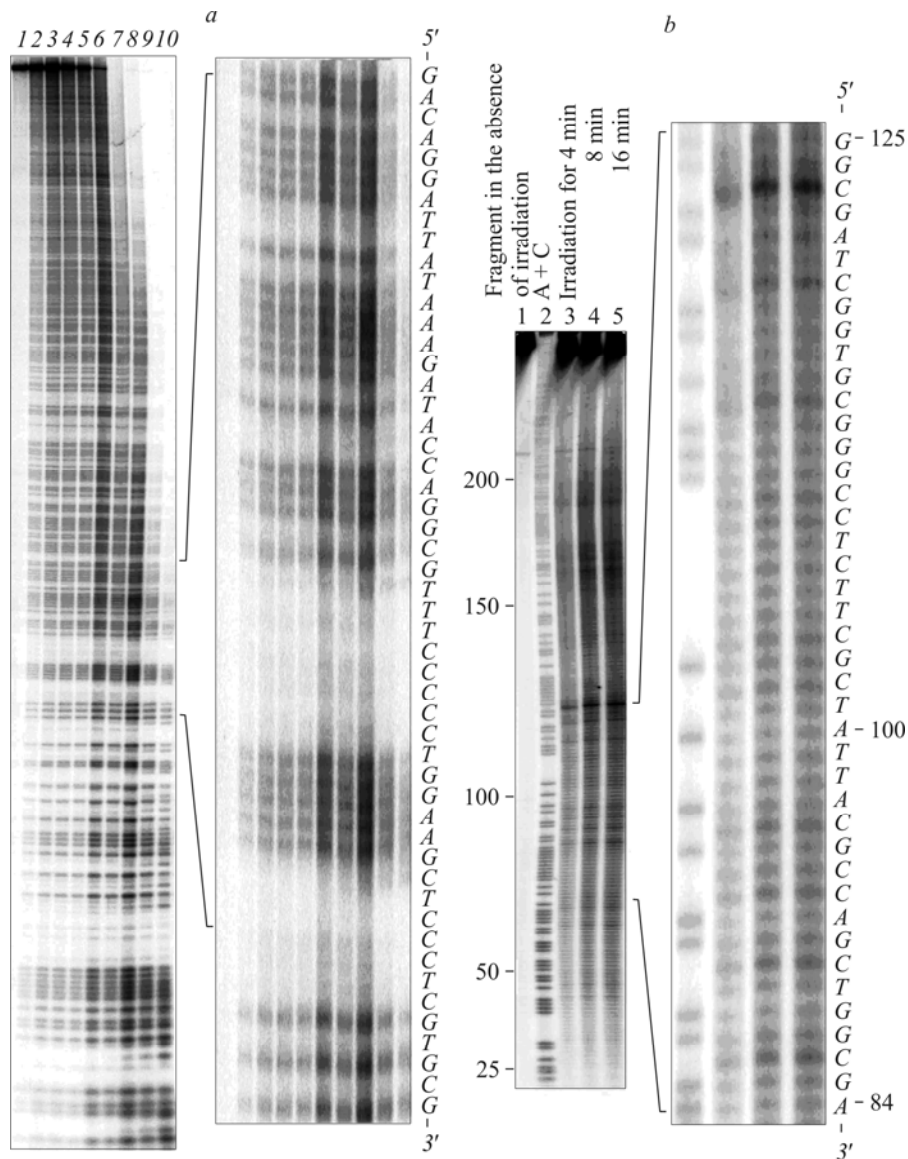 a
1 2 3 4 5 6 7 8 9 10
5'
G
A
C
A
G
G
A
T
T
A
T
A
A
A
G
A
T
A
C
C
A
G
G
C
G
T
T
T
C
C
C
C
C
T
G
G
A
A
G
C
T
C
C
C
T
C
G
T
G
C
G
3'
b
Fragment in the absence
of irradiation
A + C
Irradiation for 4 min
8 min
16 min
1 2 3 4 5
200
150
100
50
25
5'
G 125
G
C
G
A
T
C
G
G
T
G
C
G
G
G
C
C
T
C
T
T
C
G
C
T
A 100
T
T
A
C
G
C
C
A
G
C
T
G
G
C
G
A 84
3'